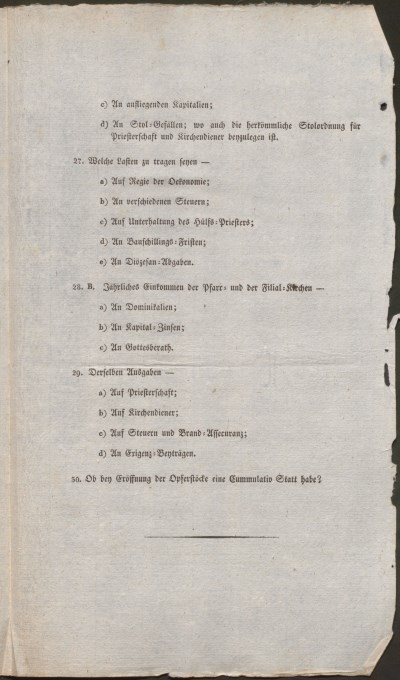 c) An aufliegenden Kapitalien;
d) An Stol-Gefällen; wo auch die herkömmliche Stolordnung für
Priesterschaft und Kirchendiener beyzulegen ist.
27. Welche Lasten zu tragen seyen —
a) Auf Regie der Oekonomie;
b) An verschiedenen Steuern;
c) Auf Unterhaltung des Hülfs-Priesters;
d) An Bauschillings-Fristen;
e) An Diözesan-Abgaben.
28. B. Jährliches Einkommen der Pfarr- und der Filial-Kirchen —
a) An Dominikalien;
b) An Kapital-Zinsen;
c) An Gottesberath.
29. Derselben Ausgaben —
a) Auf Priesterschaft;
b) Auf Kirchendiener;
c) Auf Steuern und Brand-Assecuranz;
d) An Exigenz-Beyträgen.
30. Ob bey Eröffnung der Opferstöcke eine Cummulativ Statt habe?